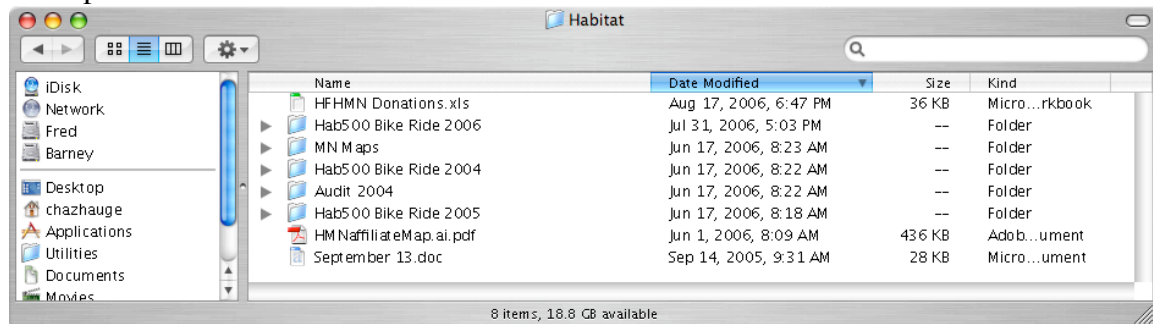 Habitat
iDisk
Network
Fred
Barney
Desktop
chazhauge
Applications
Utilities
Documents
Movies
Name Date Modified Size Kind
HFHMN Donations.xls Aug 17, 2006, 6:47 PM 36 KB Micro...rkbook
Hab500 Bike Ride 2006 Jul 31, 2006, 5:03 PM -- Folder
MN Maps Jun 17, 2006, 8:23 AM -- Folder
Hab500 Bike Ride 2004 Jun 17, 2006, 8:22 AM -- Folder
Audit 2004 Jun 17, 2006, 8:22 AM -- Folder
Hab500 Bike Ride 2005 Jun 17, 2006, 8:18 AM -- Folder
HMNaffiliateMap.ai.pdf Jun 1, 2006, 8:09 AM 436 KB Adob...ument
September 13.doc Sep 14, 2005, 9:31 AM 28 KB Micro...ument
8 items, 18.8 GB available